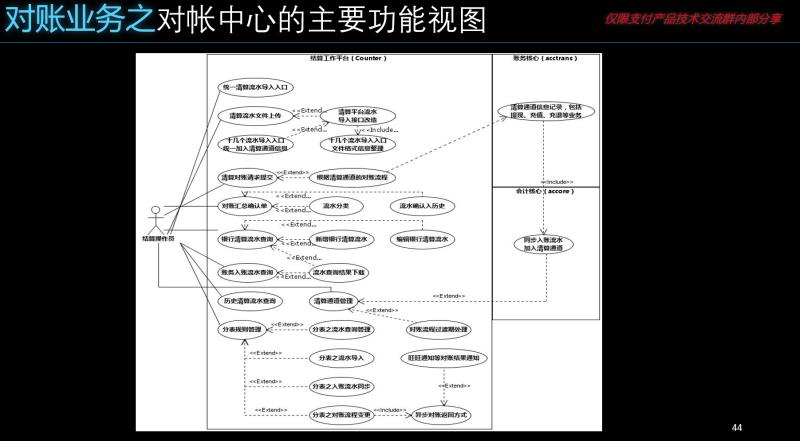 对账业务之对帐中心的主要功能视图
仅限支付产品技术交流群内部分享
结算工作平台（Counter）
账务核心（acctrans）
统一清算流水导入入口
清算流水文件上传
<<Extend...
清算平台流水
导入接口改造
清算通道信息记录，包括
提现、充值、充退等业务
<<Extend...
<<Include...
十几个流水导入入口
统一加入清算通道信息
十几个流水导入入口
文件格式信息整理
清算对账请求提交
<<Extend>>
根据清算通道的对账流程
<<Include>>
会计核心（accore）
<<Extend...
对账汇总确认单
<<Extend...
流水分类
流水确认入历史
结算操作员
<<Extend...
银行清算流水查询
<<Extend...
新增银行清算流水
编辑银行清算流水
同步入账流水
加入清算通道
<<Extend...
账务入账流水查询
<<Extend...
流水查询结果下载
历史清算流水查询
清算通道管理
<<Extend>>
分表规则管理
<<Extend>>
分表之流水查询管理
<<Extend>>
对账流程过滤期处理
<<Extend>>
分表之流水导入
旺旺通知等对账结果通知
<<Extend>>
分表之入账流水同步
<<Extend>>
<<Extend>>
分表之对账流程变更
<<Include>>
异步对账返回方式
44